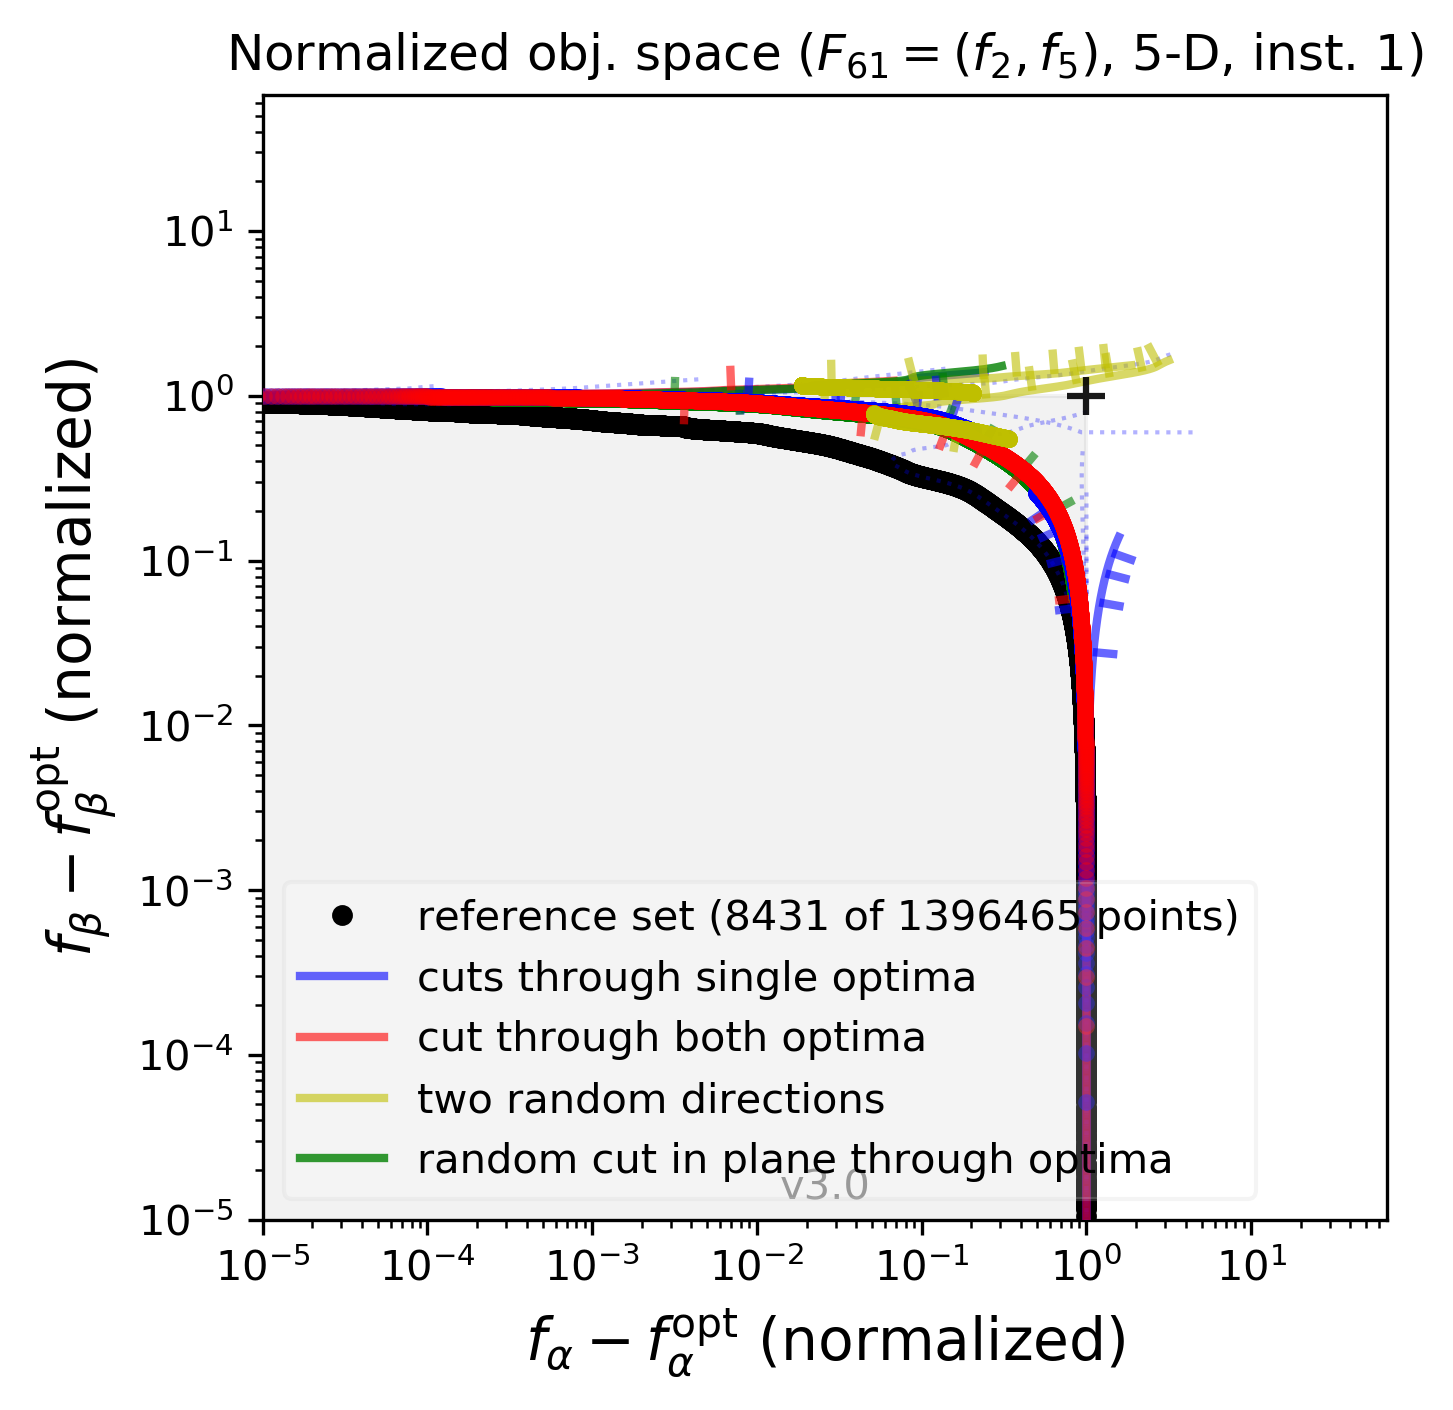 Normalized obj. space (F₆₁ = (f₂, f₅), 5-D, inst. 1)
10¹
10⁰
10⁻¹
10⁻²
10⁻³
10⁻⁴
10⁻⁵
f_β − f_β^opt (normalized)
reference set (8431 of 1396465 points)
cuts through single optima
cut through both optima
two random directions
random cut in plane through optima
v3.0
10⁻⁵ 10⁻⁴ 10⁻³ 10⁻² 10⁻¹ 10⁰ 10¹
f_α − f_α^opt (normalized)